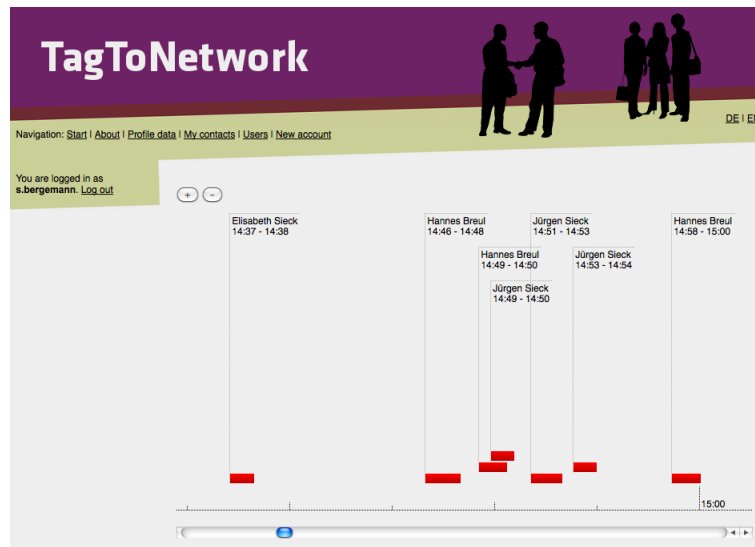 TagToNetwork
DE I
Navigation: Start I About I Profile data I My contacts I Users I New account
You are logged in as
s.bergemann. Log out
+ -
Elisabeth Sieck
14:37 - 14:38
Hannes Breul
14:46 - 14:48
Jürgen Sieck
14:51 - 14:53
Hannes Breul
14:58 - 15:00
Hannes Breul
14:49 - 14:50
Jürgen Sieck
14:53 - 14:54
Jürgen Sieck
14:49 - 14:50
15:00